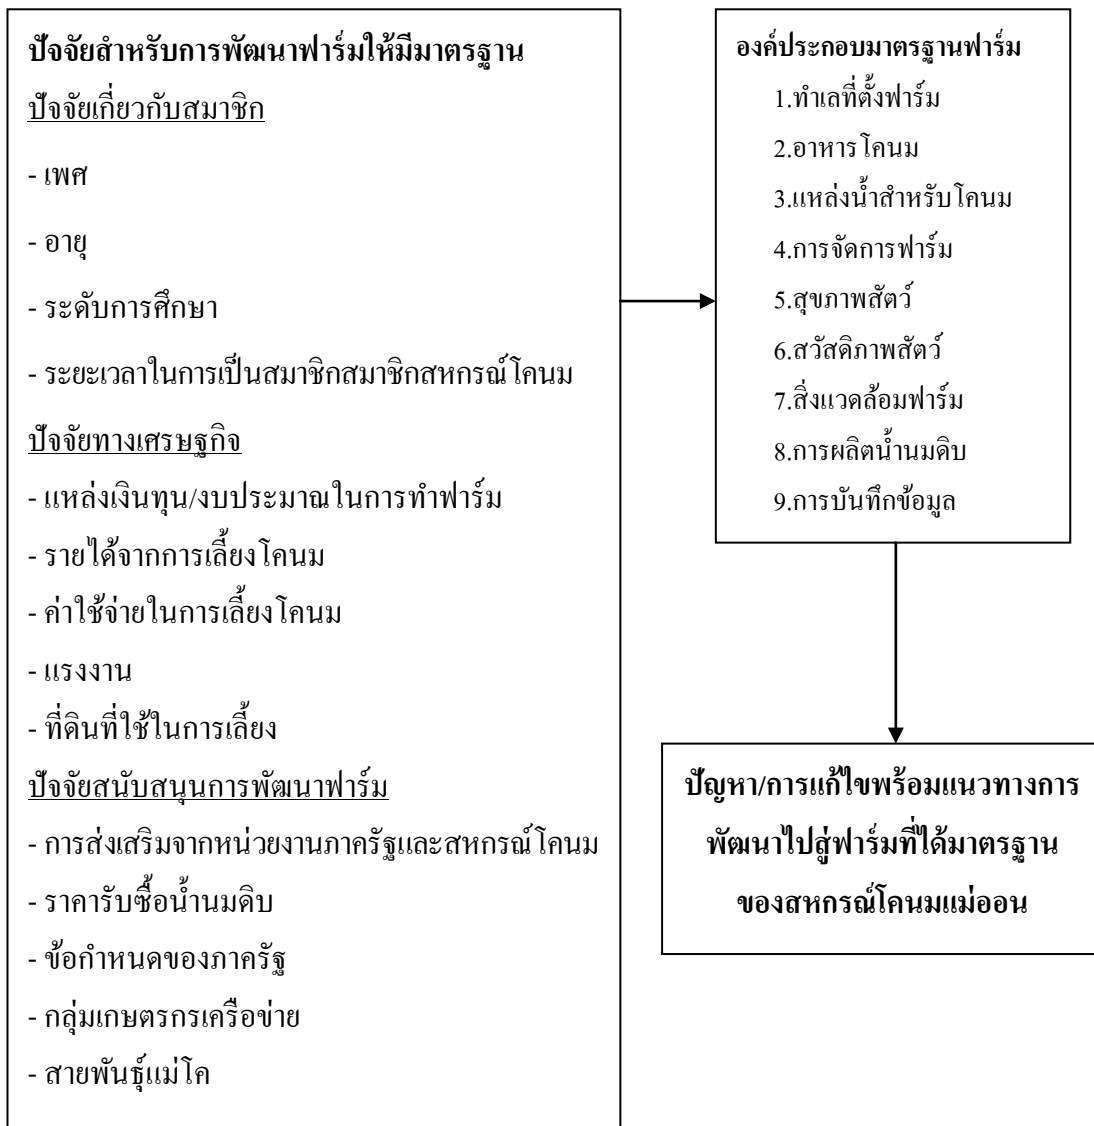 ปัจจัยสำหรับการพัฒนาฟาร์มให้มีมาตรฐาน
ปัจจัยเกี่ยวกับสมาชิก
- เพศ
- อายุ
- ระดับการศึกษา
- ระยะเวลาในการเป็นสมาชิกสมาชิกสหกรณ์โคนม
ปัจจัยทางเศรษฐกิจ
- แหล่งเงินทุน/งบประมาณในการทำฟาร์ม
- รายได้จากการเลี้ยงโคนม
- ค่าใช้จ่ายในการเลี้ยงโคนม
- แรงงาน
- ที่ดินที่ใช้ในการเลี้ยง
ปัจจัยสนับสนุนการพัฒนาฟาร์ม
- การส่งเสริมจากหน่วยงานภาครัฐและสหกรณ์โคนม
- ราคารับซื้อน้ำนมดิบ
- ข้อกำหนดของภาครัฐ
- กลุ่มเกษตรกรเครือข่าย
- สายพันธุ์แม่โค
องค์ประกอบมาตรฐานฟาร์ม
1.ทำเลที่ตั้งฟาร์ม
2.อาหารโคนม
3.แหล่งน้ำสำหรับโคนม
4.การจัดการฟาร์ม
5.สุขภาพสัตว์
6.สวัสดิภาพสัตว์
7.สิ่งแวดล้อมฟาร์ม
8.การผลิตน้ำนมดิบ
9.การบันทึกข้อมูล
ปัญหา/การแก้ไขพร้อมแนวทางการ
พัฒนาไปสู่ฟาร์มที่ได้มาตรฐาน
ของสหกรณ์โคนมแม่ออน